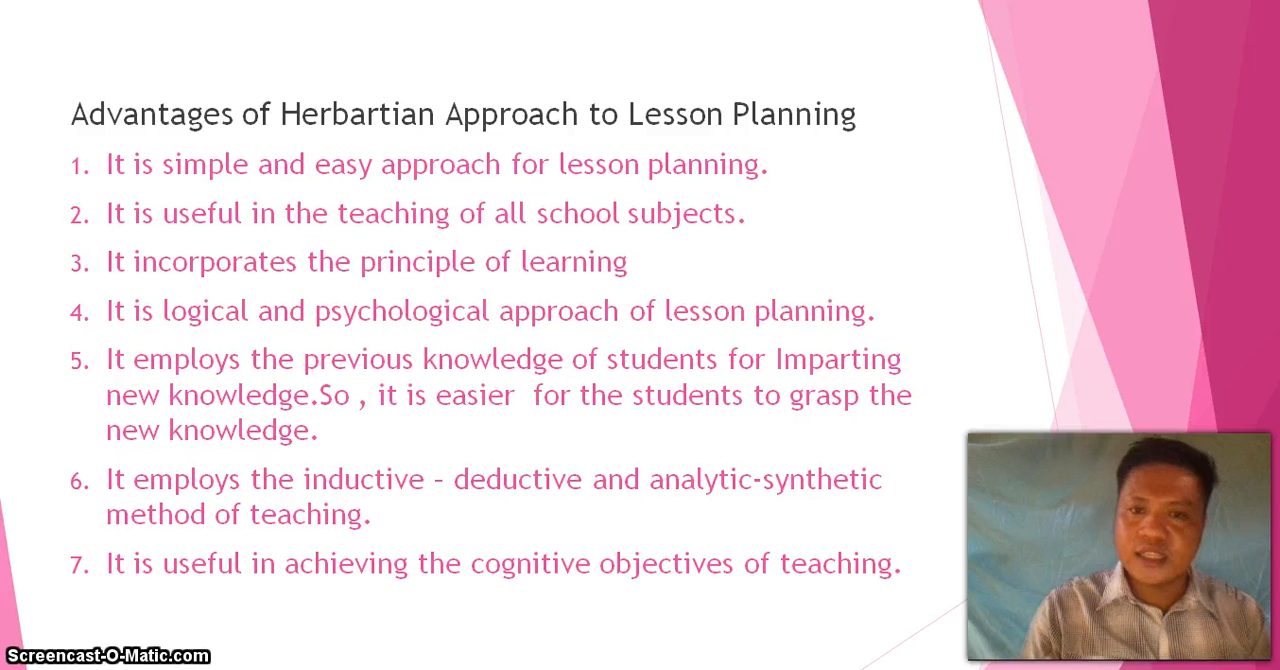 Advantages of Herbartian Approach to Lesson Planning
1. It is simple and easy approach for lesson planning.
2. It is useful in the teaching of all school subjects.
3. It incorporates the principle of learning
4. It is logical and psychological approach of lesson planning.
5. It employs the previous knowledge of students for Imparting
new knowledge.So , it is easier for the students to grasp the
new knowledge.
6. It employs the inductive – deductive and analytic-synthetic
method of teaching.
7. It is useful in achieving the cognitive objectives of teaching.
Screencast-O-Matic.com